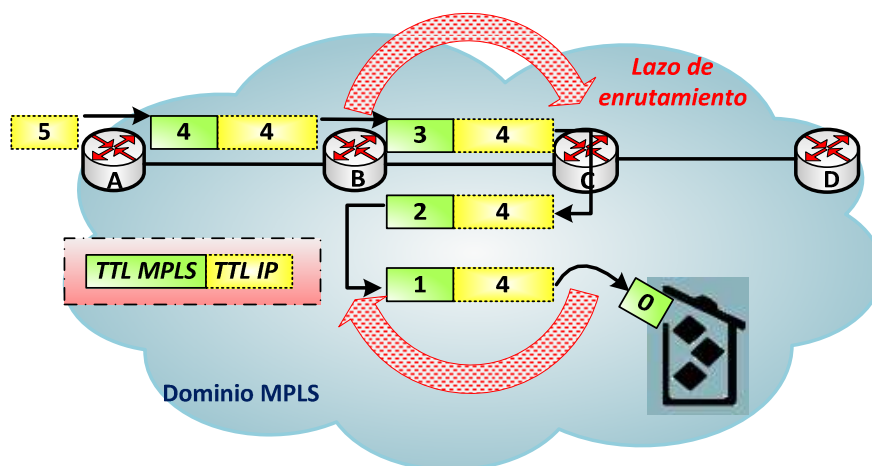 Lazo de
enrutamiento
5
4 4
3 4
A
B
C
D
2 4
TTL MPLS TTL IP
1 4
0
Dominio MPLS